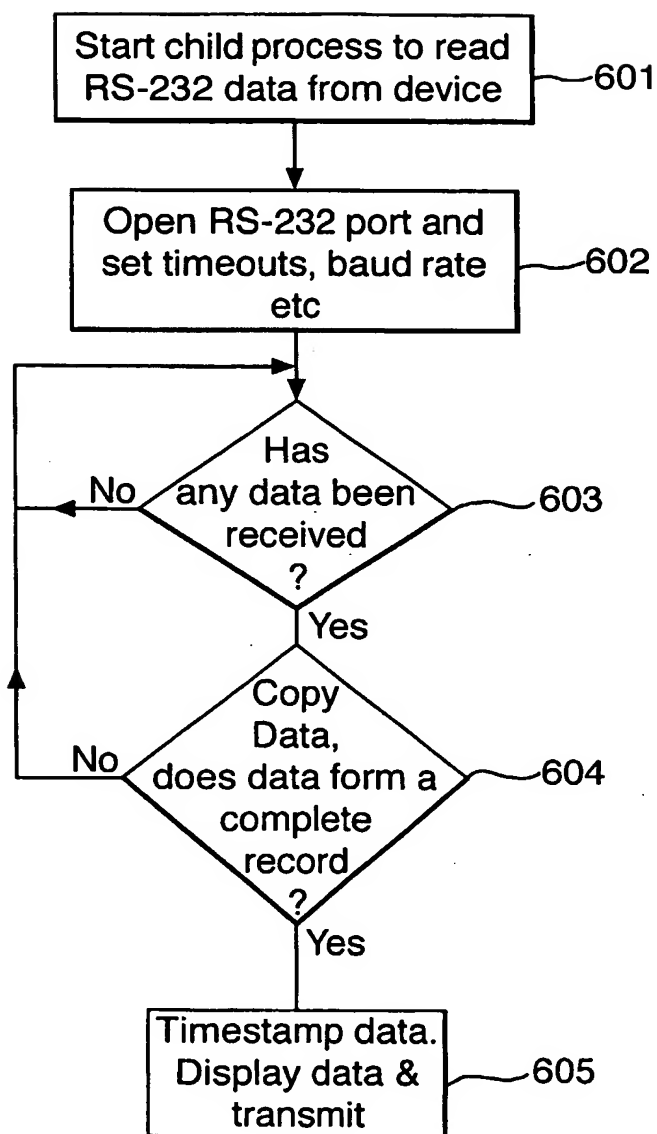 Start child process to read
RS-232 data from device
601
Open RS-232 port and
set timeouts, baud rate
etc
602
Has
any data been
received
?
603
No
Yes
Copy
Data,
does data form a
complete
record
?
604
No
Yes
Timestamp data.
Display data &
transmit
605